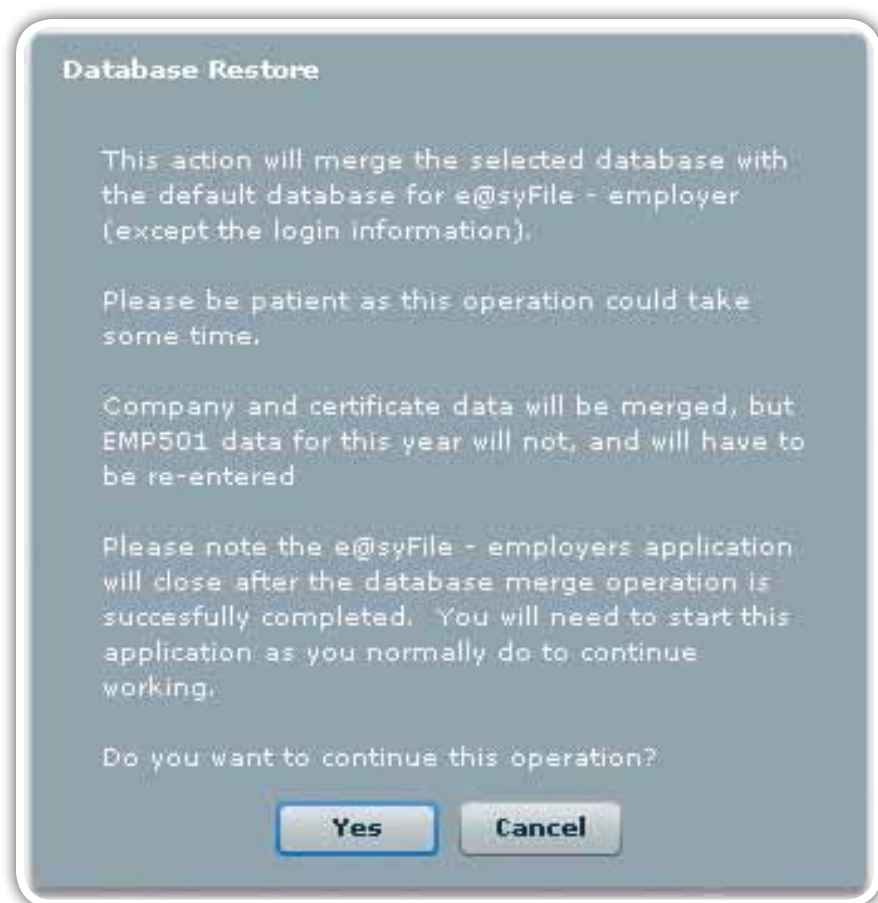 Database Restore
This action will merge the selected database with
the default database for e@syFile - employer
(except the login information).
Please be patient as this operation could take
some time.
Company and certificate data will be merged, but
EMP501 data for this year will not, and will have to
be re-entered
Please note the e@syFile - employers application
will close after the database merge operation is
succesfully completed.  You will need to start this
application as you normally do to continue
working.
Do you want to continue this operation?
Yes
Cancel